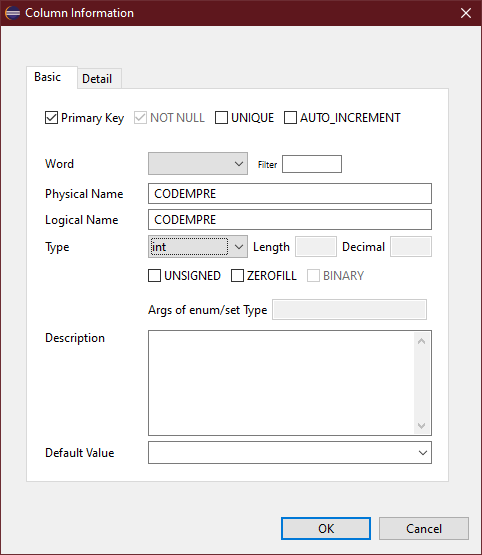 Column Information
Basic Detail
Primary Key NOT NULL UNIQUE AUTO_INCREMENT
Word Filter
Physical Name CODEMPRE
Logical Name CODEMPRE
Type int Length Decimal
UNSIGNED ZEROFILL BINARY
Args of enum/set Type
Description
Default Value
OK Cancel